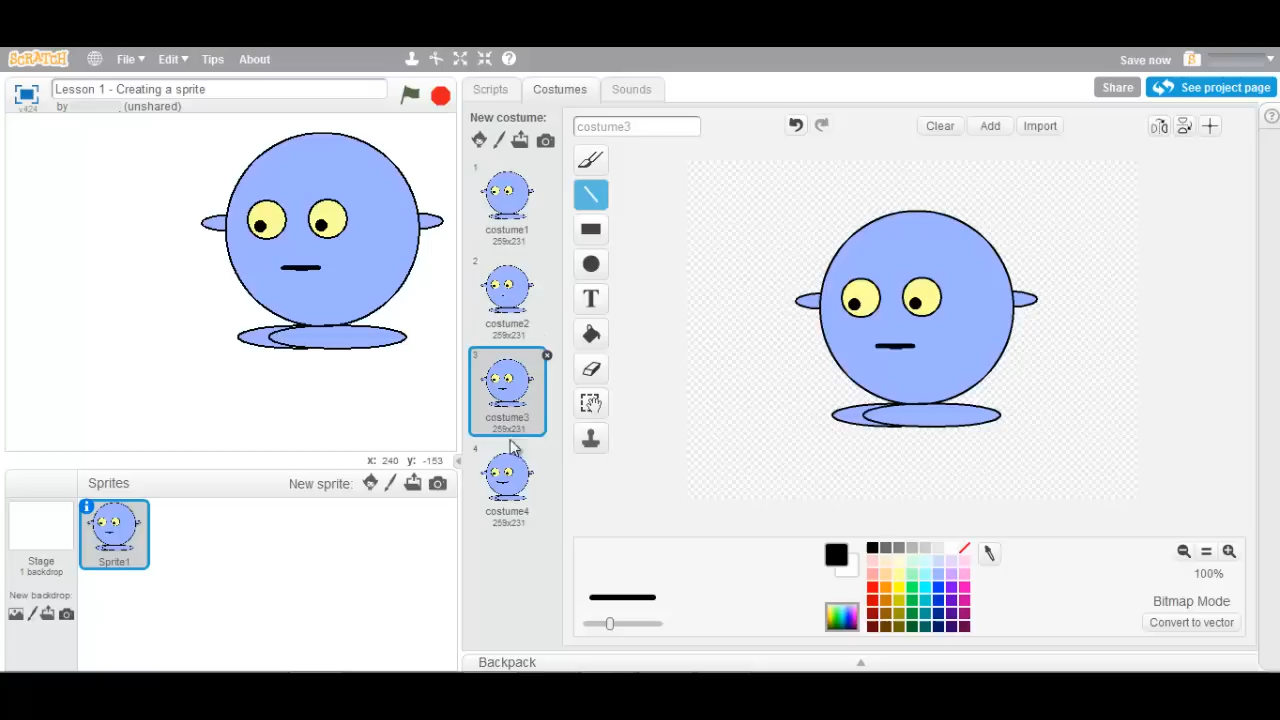 SCRATCH File Edit Tips About Save now
Lesson 1 - Creating a sprite
by (unshared)
v424
Scripts Costumes Sounds Share See project page
New costume:
costume3 Clear Add Import
1
costume1
259x231
2
costume2
259x231
3
costume3
259x231
4
costume4
259x231
T
x: 240 y: -153
Sprites New sprite:
Sprite1
Stage
1 backdrop
New backdrop:
100%
Bitmap Mode
Convert to vector
Backpack